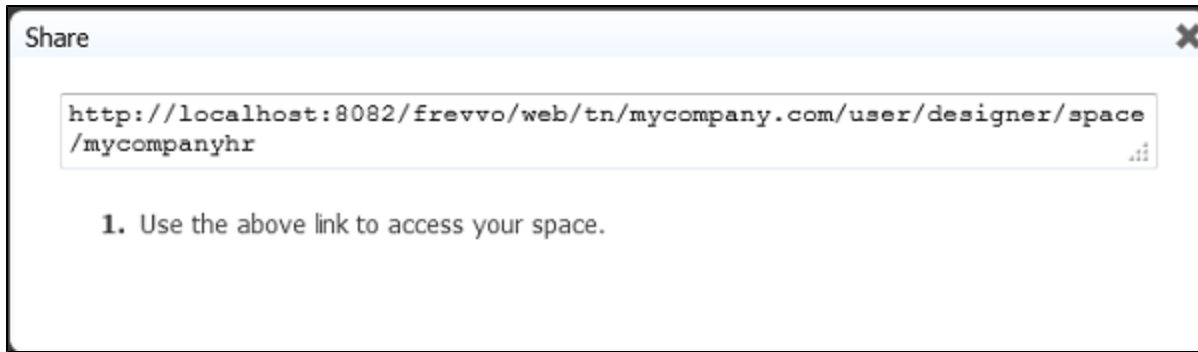 Share
http://localhost:8082/frevvo/web/tn/mycompany.com/user/designer/space
/mycompanyhr
1. Use the above link to access your space.